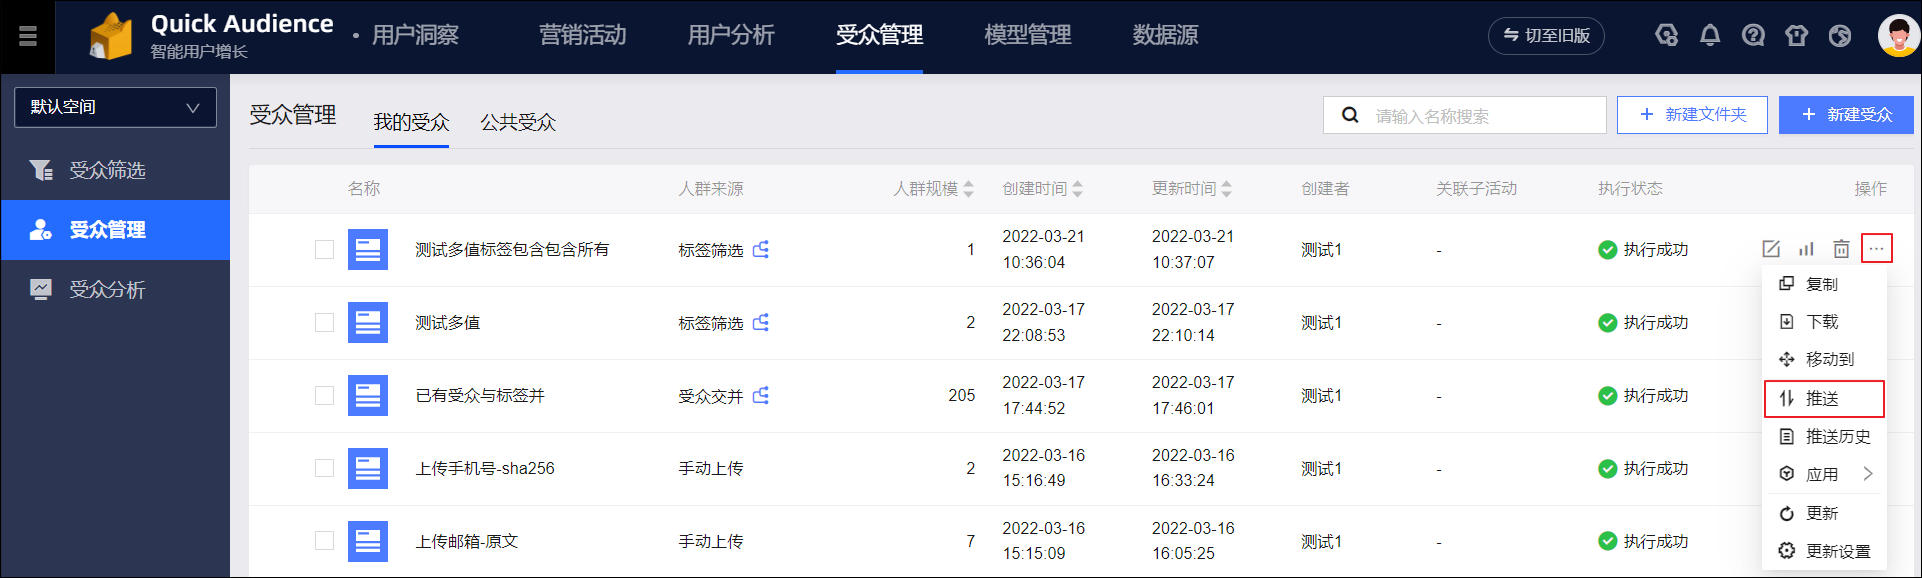 Quick Audience
智能用户增长
· 用户洞察 营销活动 用户分析 受众管理 模型管理 数据源 切至旧版
默认空间
受众筛选
受众管理
受众分析
受众管理 我的受众 公共受众 请输入名称搜索 + 新建文件夹 + 新建受众
名称 人群来源 人群规模 创建时间 更新时间 创建者 关联子活动 执行状态 操作
测试多值标签包含包含所有 标签筛选 1 2022-03-21 10:36:04 2022-03-21 10:37:07 测试1 - 执行成功 ...
测试多值 标签筛选 2 2022-03-17 22:08:53 2022-03-17 22:10:14 测试1 - 执行成功
已有受众与标签并 受众交并 205 2022-03-17 17:44:52 2022-03-17 17:46:01 测试1 - 执行成功
上传手机号-sha256 手动上传 2 2022-03-16 15:16:49 2022-03-16 16:33:24 测试1 - 执行成功
上传邮箱-原文 手动上传 7 2022-03-16 15:15:09 2022-03-16 16:05:25 测试1 - 执行成功
复制
下载
移动到
推送
推送历史
应用
更新
更新设置